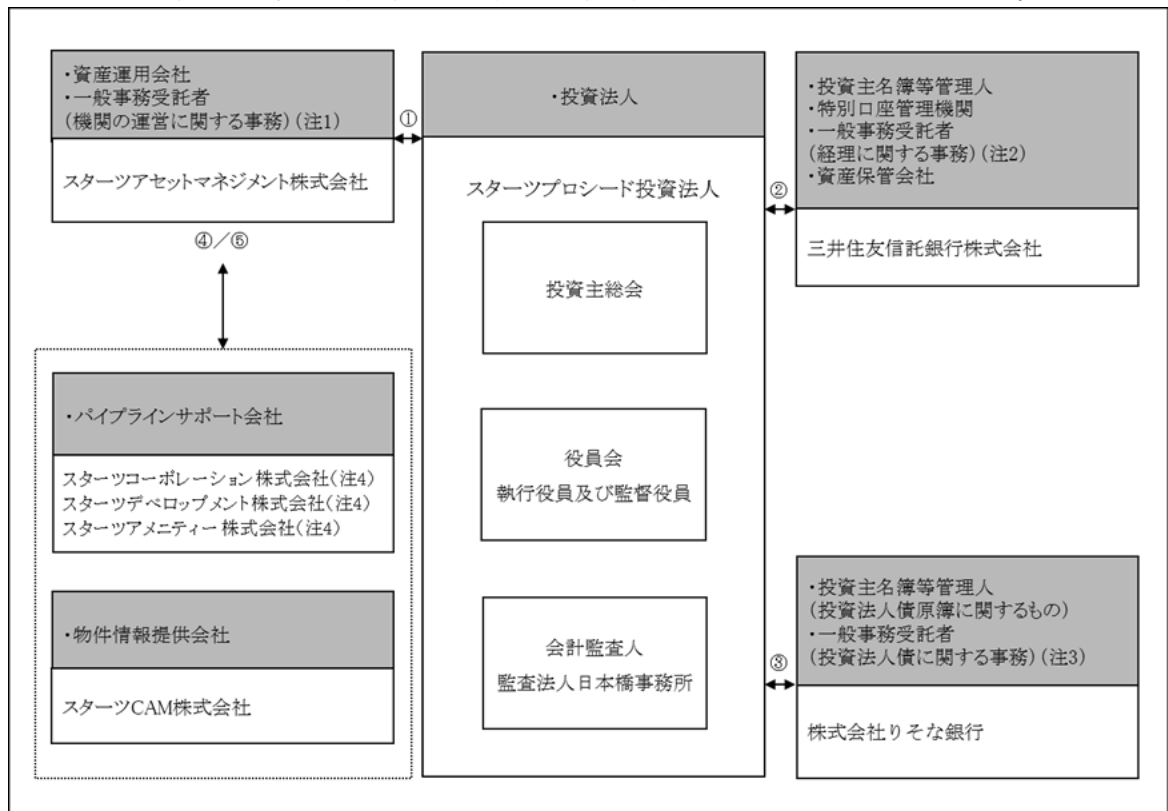 ・資産運用会社
・一般事務受託者
(機関の運営に関する事務)(注1)
スターツアセットマネジメント株式会社
①
④/⑤
・パイプラインサポート会社
スターツコーポレーション株式会社(注4)
スターツデベロップメント株式会社(注4)
スターツアメニティー株式会社(注4)
・物件情報提供会社
スターツCAM株式会社
・投資法人
スターツプロシード投資法人
投資主総会
役員会
執行役員及び監督役員
会計監査人
監査法人日本橋事務所
②
・投資主名簿等管理人
・特別口座管理機関
・一般事務受託者
(経理に関する事務)(注2)
・資産保管会社
三井住友信託銀行株式会社
③
・投資主名簿等管理人
(投資法人債原簿に関するもの)
・一般事務受託者
(投資法人債に関する事務)(注3)
株式会社りそな銀行